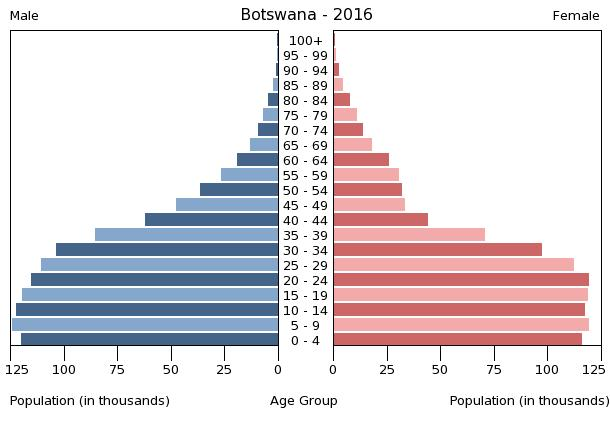 Male Botswana - 2016 Female
100+
95 - 99
90 - 94
85 - 89
80 - 84
75 - 79
70 - 74
65 - 69
60 - 64
55 - 59
50 - 54
45 - 49
40 - 44
35 - 39
30 - 34
25 - 29
20 - 24
15 - 19
10 - 14
5 - 9
0 - 4
125 100 75 50 25 0 0 25 50 75 100 125
Population (in thousands) Age Group Population (in thousands)